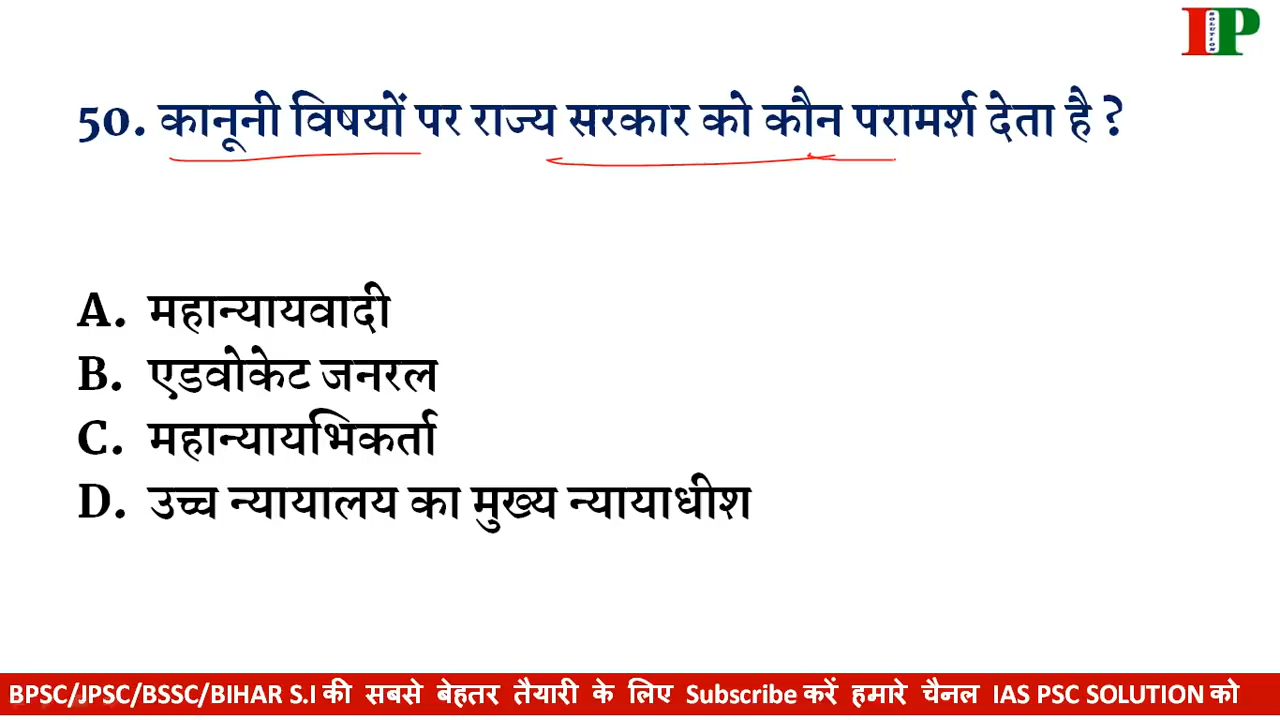 IP
SOLUTION
50. कानूनी विषयों पर राज्य सरकार को कौन परामर्श देता है ?
A. महान्यायवादी
B. एडवोकेट जनरल
C. महान्यायभिकर्ता
D. उच्च न्यायालय का मुख्य न्यायाधीश
BPSC/JPSC/BSSC/BIHAR S.I की सबसे बेहतर तैयारी के लिए Subscribe करें हमारे चैनल IAS PSC SOLUTION को